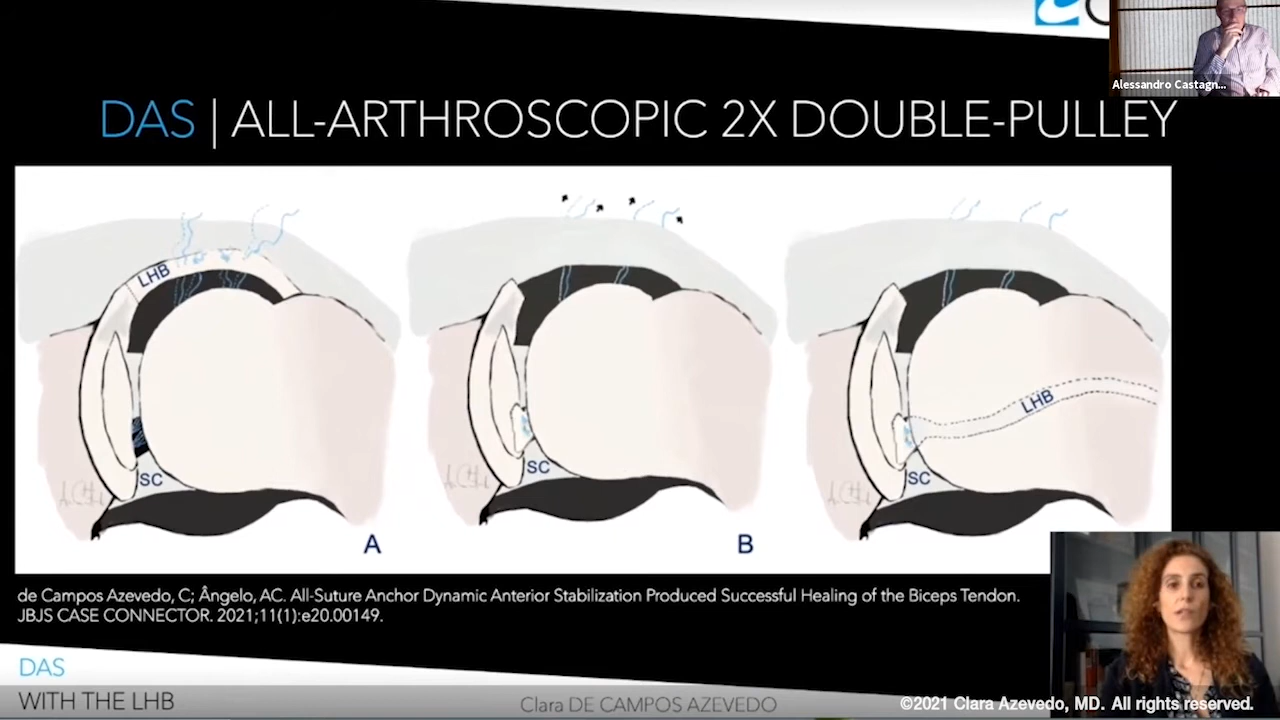 Alessandro Castagn...
DAS | ALL-ARTHROSCOPIC 2X DOUBLE-PULLEY
LHB
SC
A
SC
B
LHB
SC
de Campos Azevedo, C; Ângelo, AC. All-Suture Anchor Dynamic Anterior Stabilization Produced Successful Healing of the Biceps Tendon.
JBJS CASE CONNECTOR. 2021;11(1):e20.00149.
DAS
WITH THE LHB
Clara DE CAMPOS AZEVEDO
©2021 Clara Azevedo, MD. All rights reserved.